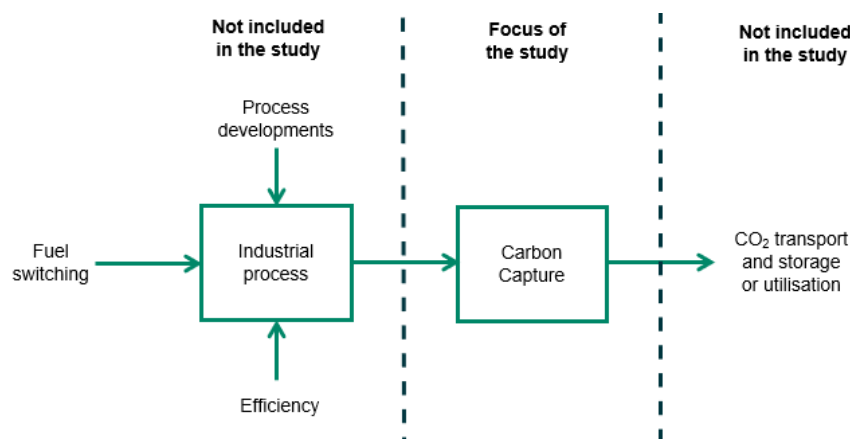 Not included
in the study
Focus of
the study
Not included
in the study
Process
developments
Fuel
switching
Industrial
process
Carbon
Capture
CO₂ transport
and storage
or utilisation
Efficiency